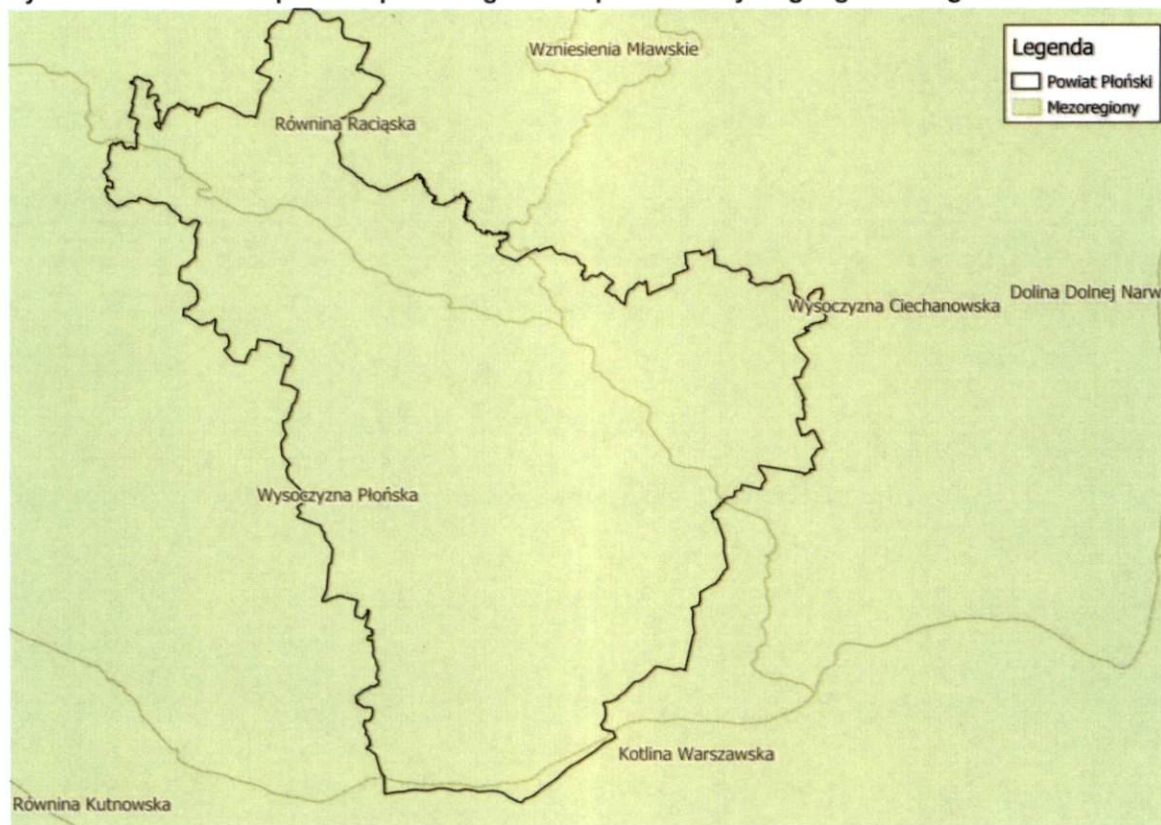 Wzniesienia Mławskie
Legenda
Powiat Płoński
Mezoregiony
Równina Raciąska
Wysoczyzna Ciechanowska
Dolina Dolnej Narw
Wysoczyzna Płońska
Kotlina Warszawska
Równina Kutnowska